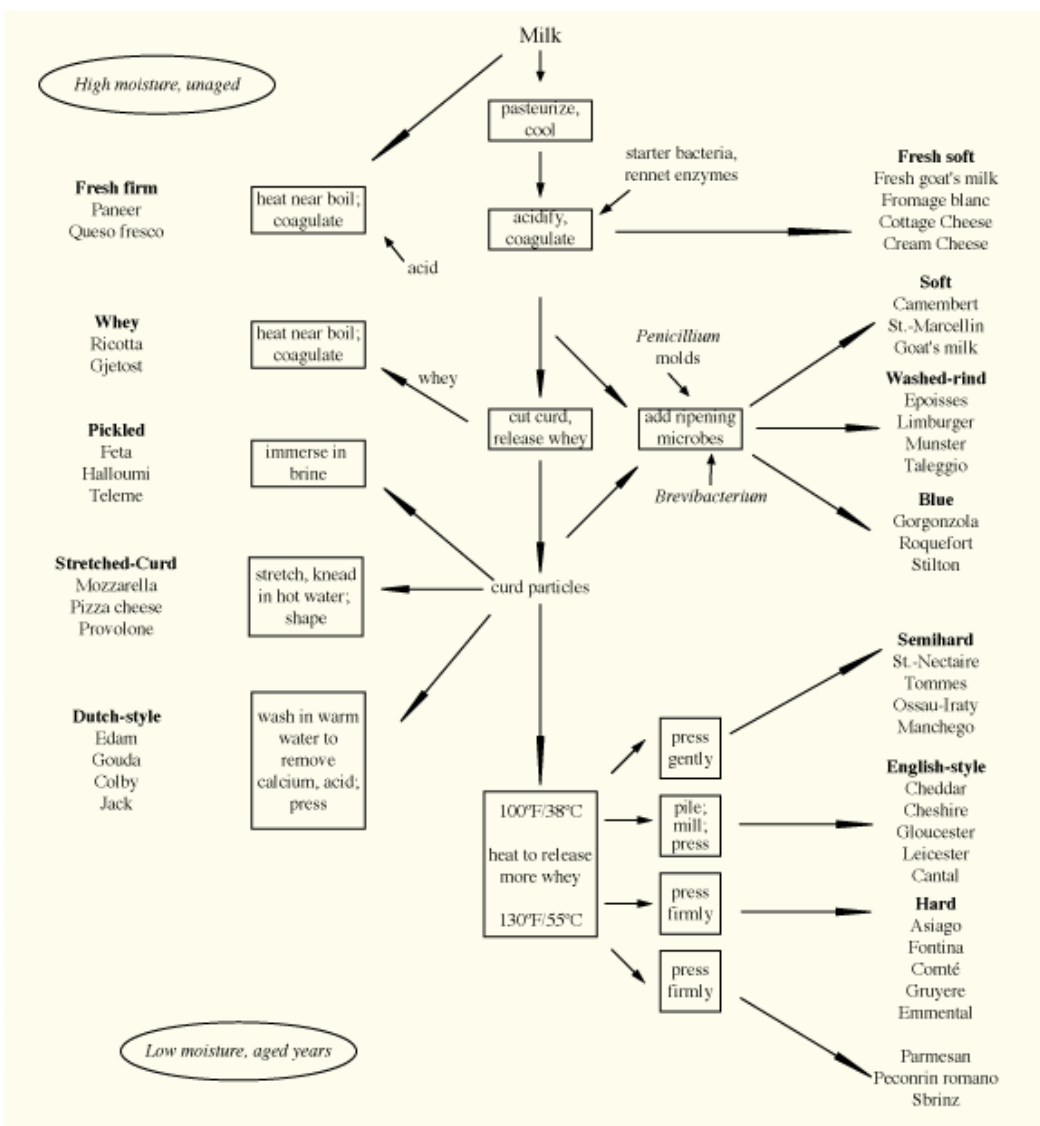 Milk
High moisture, unaged
pasteurize,
cool
starter bacteria,
rennet enzymes
Fresh soft
Fresh goat's milk
Fromage blanc
Cottage Cheese
Cream Cheese
Fresh firm
Paneer
Queso fresco
heat near boil;
coagulate
acid
acidify,
coagulate
Soft
Camembert
St.-Marcellin
Goat's milk
Whey
Ricotta
Gjetost
heat near boil;
coagulate
whey
Penicillium
molds
cut curd,
release whey
add ripening
microbes
Brevibacterium
Washed-rind
Epoisses
Limburger
Munster
Taleggio
Pickled
Feta
Halloumi
Teleme
immerse in
brine
Blue
Gorgonzola
Roquefort
Stilton
Stretched-Curd
Mozzarella
Pizza cheese
Provolone
stretch, knead
in hot water;
shape
curd particles
Semihard
St.-Nectaire
Tommes
Ossau-Iraty
Manchego
Dutch-style
Edam
Gouda
Colby
Jack
wash in warm
water to
remove
calcium, acid;
press
press
gently
English-style
Cheddar
Cheshire
Gloucester
Leicester
Cantal
100°F/38°C
heat to release
more whey
130°F/55°C
pile;
mill;
press
press
firmly
Hard
Asiago
Fontina
Comté
Gruyere
Emmental
press
firmly
Low moisture, aged years
Parmesan
Peconrin romano
Sbrinz